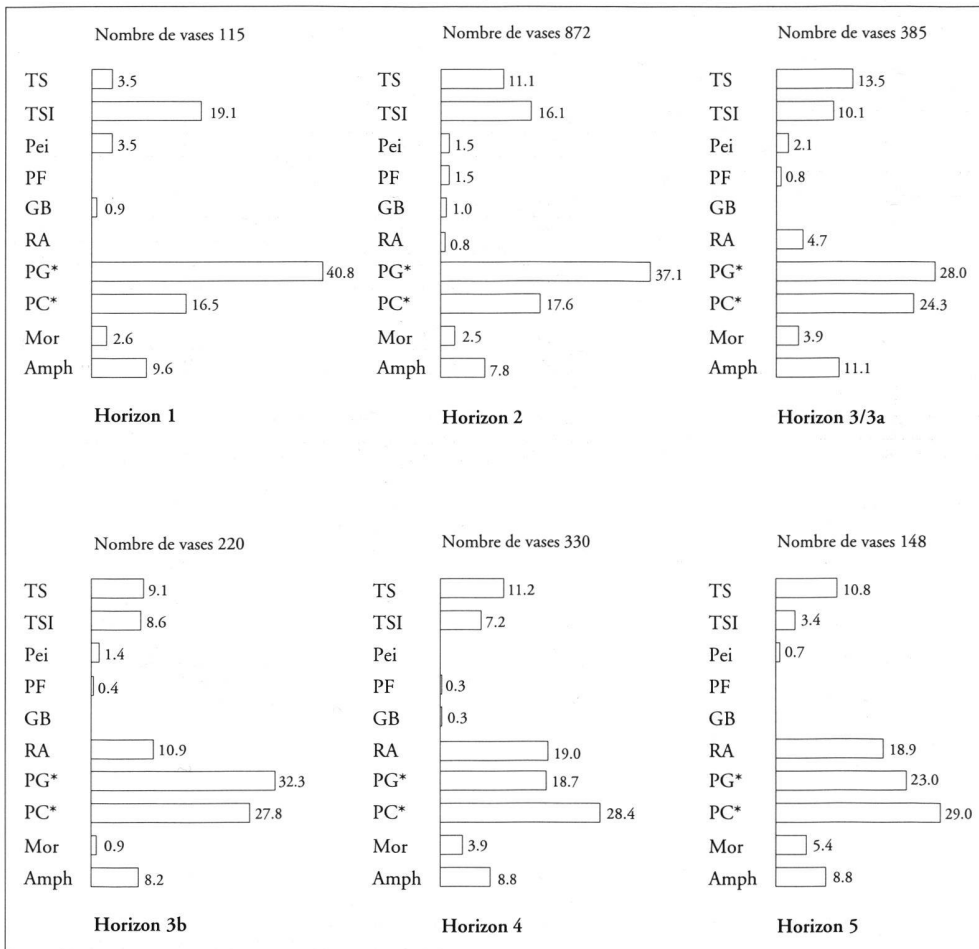 Nombre de vases 115
TS 3.5
TSI 19.1
Pei 3.5
PF
GB 0.9
RA
PG* 40.8
PC* 16.5
Mor 2.6
Amph 9.6
Horizon 1
Nombre de vases 872
TS 11.1
TSI 16.1
Pei 1.5
PF 1.5
GB 1.0
RA 0.8
PG* 37.1
PC* 17.6
Mor 2.5
Amph 7.8
Horizon 2
Nombre de vases 385
TS 13.5
TSI 10.1
Pei 2.1
PF 0.8
GB
RA 4.7
PG* 28.0
PC* 24.3
Mor 3.9
Amph 11.1
Horizon 3/3a
Nombre de vases 220
TS 9.1
TSI 8.6
Pei 1.4
PF 0.4
GB
RA 10.9
PG* 32.3
PC* 27.8
Mor 0.9
Amph 8.2
Horizon 3b
Nombre de vases 330
TS 11.2
TSI 7.2
Pei
PF 0.3
GB 0.3
RA 19.0
PG* 18.7
PC* 28.4
Mor 3.9
Amph 8.8
Horizon 4
Nombre de vases 148
TS 10.8
TSI 3.4
Pei 0.7
PF
GB
RA 18.9
PG* 23.0
PC* 29.0
Mor 5.4
Amph 8.8
Horizon 5